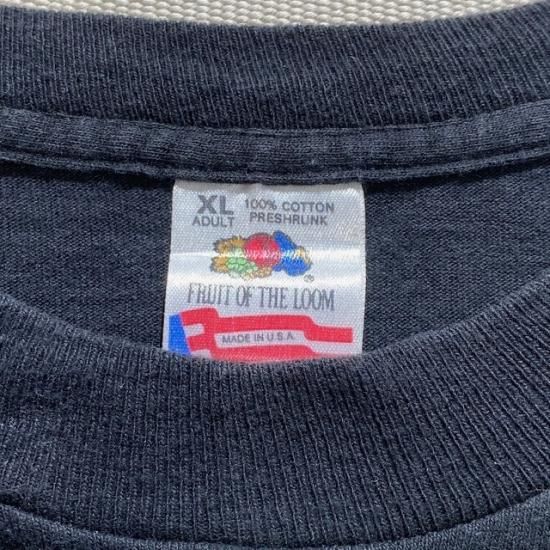 XL 100% COTTON
ADULT PRESHRUNK
®
FRUIT OF THE LOOM
MADE IN U.S.A.